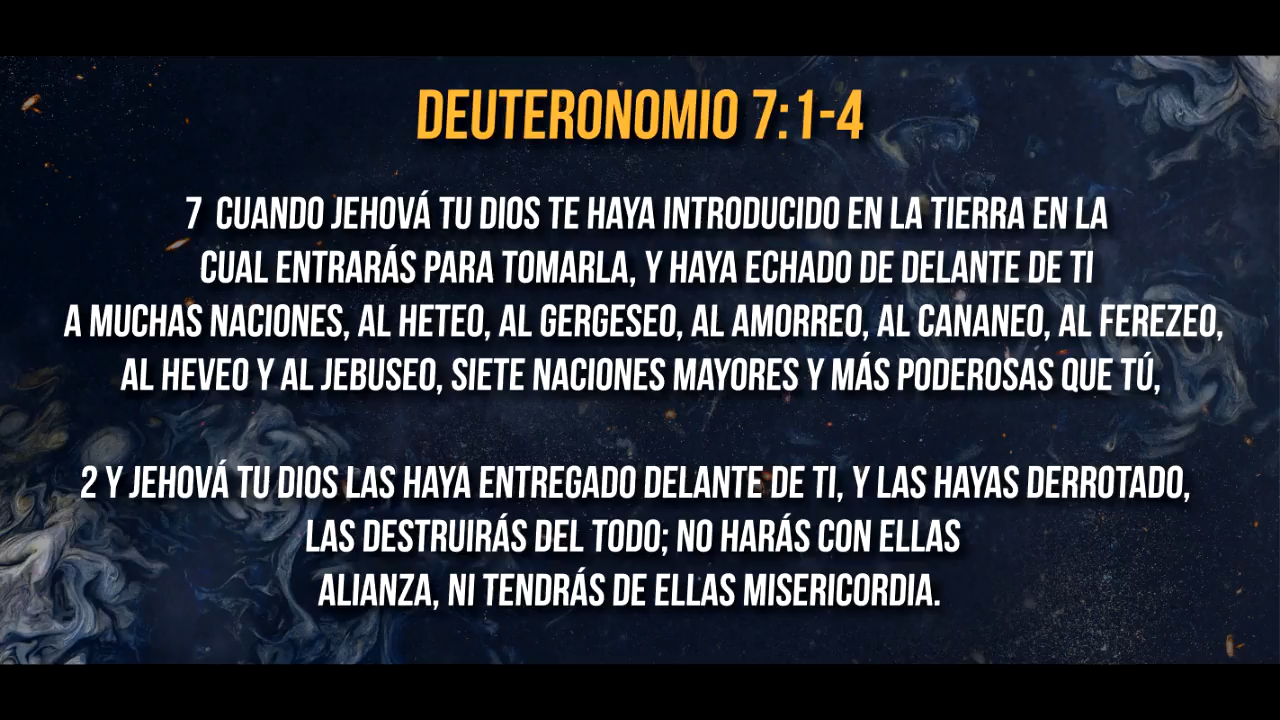 DEUTERONOMIO 7:1-4
7 CUANDO JEHOVÁ TU DIOS TE HAYA INTRODUCIDO EN LA TIERRA EN LA
CUAL ENTRARÁS PARA TOMARLA, Y HAYA ECHADO DE DELANTE DE TI
A MUCHAS NACIONES, AL HETEO, AL GERGESEO, AL AMORREO, AL CANANEO, AL FEREZEO,
AL HEVEO Y AL JEBUSEO, SIETE NACIONES MAYORES Y MÁS PODEROSAS QUE TÚ,
2 Y JEHOVÁ TU DIOS LAS HAYA ENTREGADO DELANTE DE TI, Y LAS HAYAS DERROTADO,
LAS DESTRUIRÁS DEL TODO; NO HARÁS CON ELLAS
ALIANZA, NI TENDRÁS DE ELLAS MISERICORDIA.